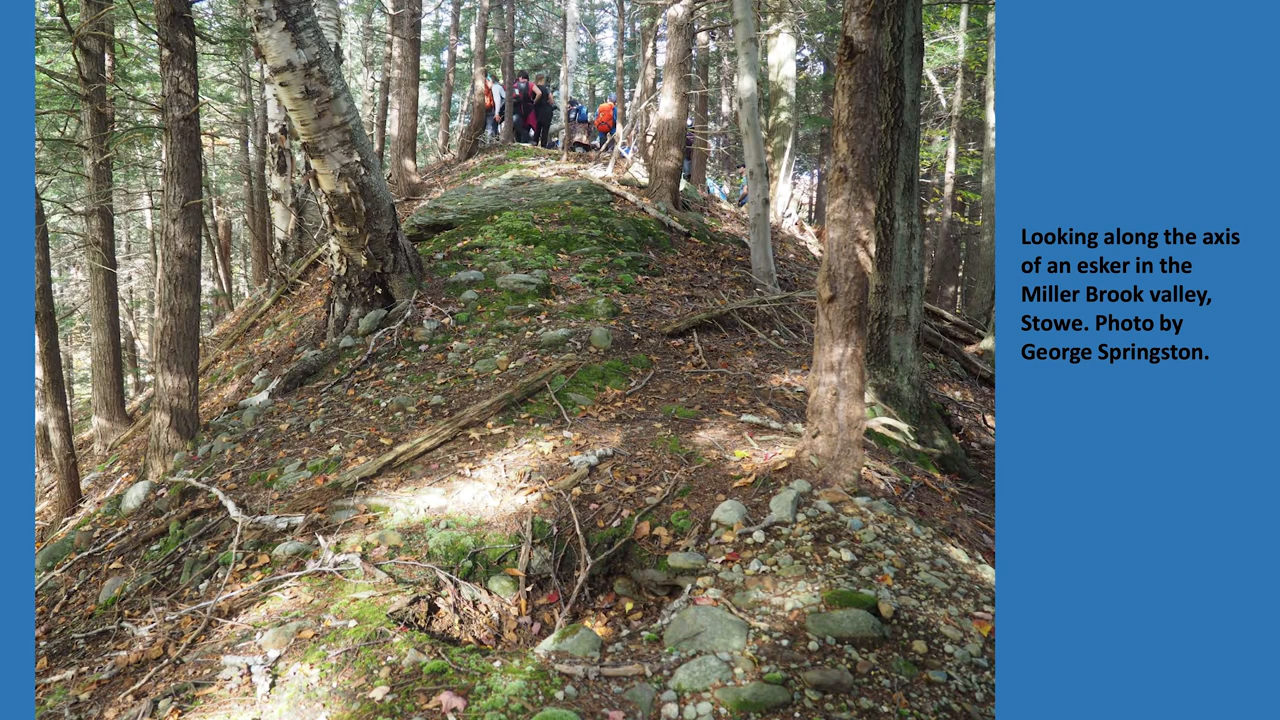 Looking along the axis
of an esker in the
Miller Brook valley,
Stowe. Photo by
George Springston.